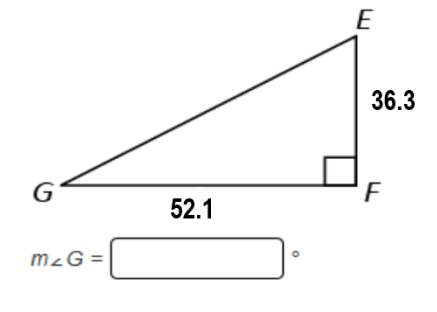 E
36.3
G
F
52.1
m∠G = °